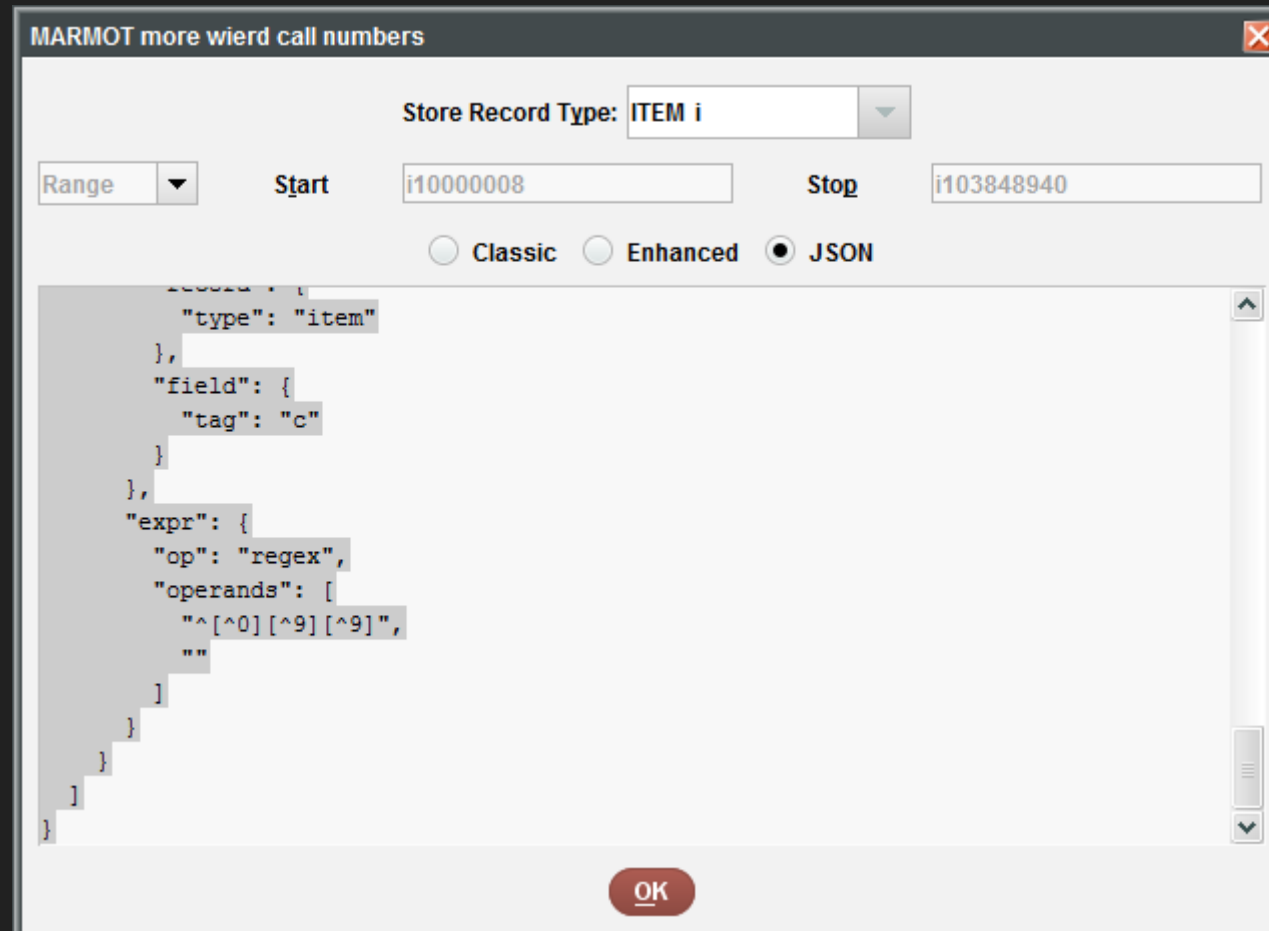 MARMOT more wierd call numbers
Store Record Type: ITEM i
Range Start i10000008 Stop i103848940
Classic Enhanced JSON
"type": "item"
},
"field": {
"tag": "c"
}
},
"expr": {
"op": "regex",
"operands": [
"^[^0][^9][^9]",
""
]
}
}
]
}
OK